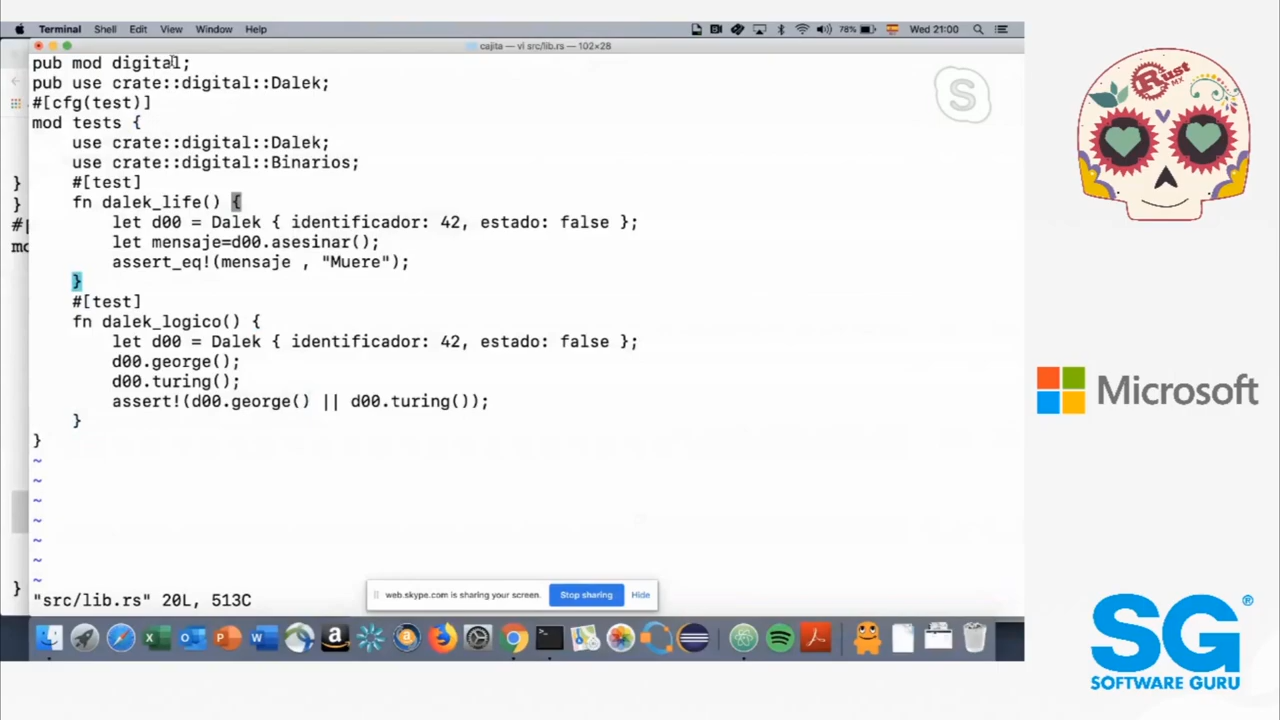 Terminal Shell Edit View Window Help
78% Wed 21:00
cajita — vi src/lib.rs — 102×28
pub mod digital;
pub use crate::digital::Dalek;
#[cfg(test)]
mod tests {
use crate::digital::Dalek;
use crate::digital::Binarios;
#[test]
fn dalek_life() {
let d00 = Dalek { identificador: 42, estado: false };
let mensaje=d00.asesinar();
assert_eq!(mensaje , "Muere");
}
#[test]
fn dalek_logico() {
let d00 = Dalek { identificador: 42, estado: false };
d00.george();
d00.turing();
assert!(d00.george() || d00.turing());
}
}
~
~
~
~
~
~
~
"src/lib.rs" 20L, 513C
web.skype.com is sharing your screen. Stop sharing Hide
}
}
#[
mo
}
S
Rust
MX
Microsoft
SG®
SOFTWARE GURU